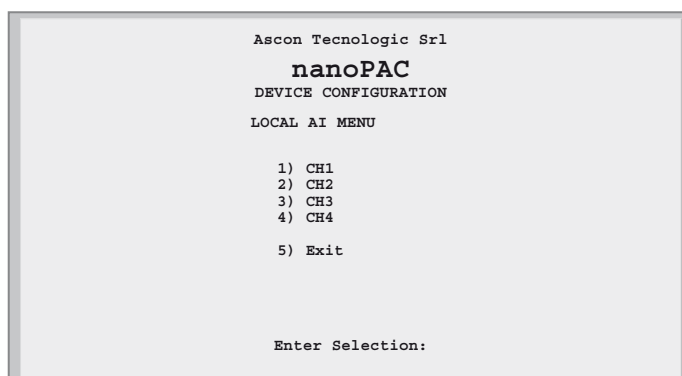 Ascon Tecnologic Srl
nanoPAC
DEVICE CONFIGURATION
LOCAL AI MENU
1) CH1
2) CH2
3) CH3
4) CH4
5) Exit
Enter Selection: